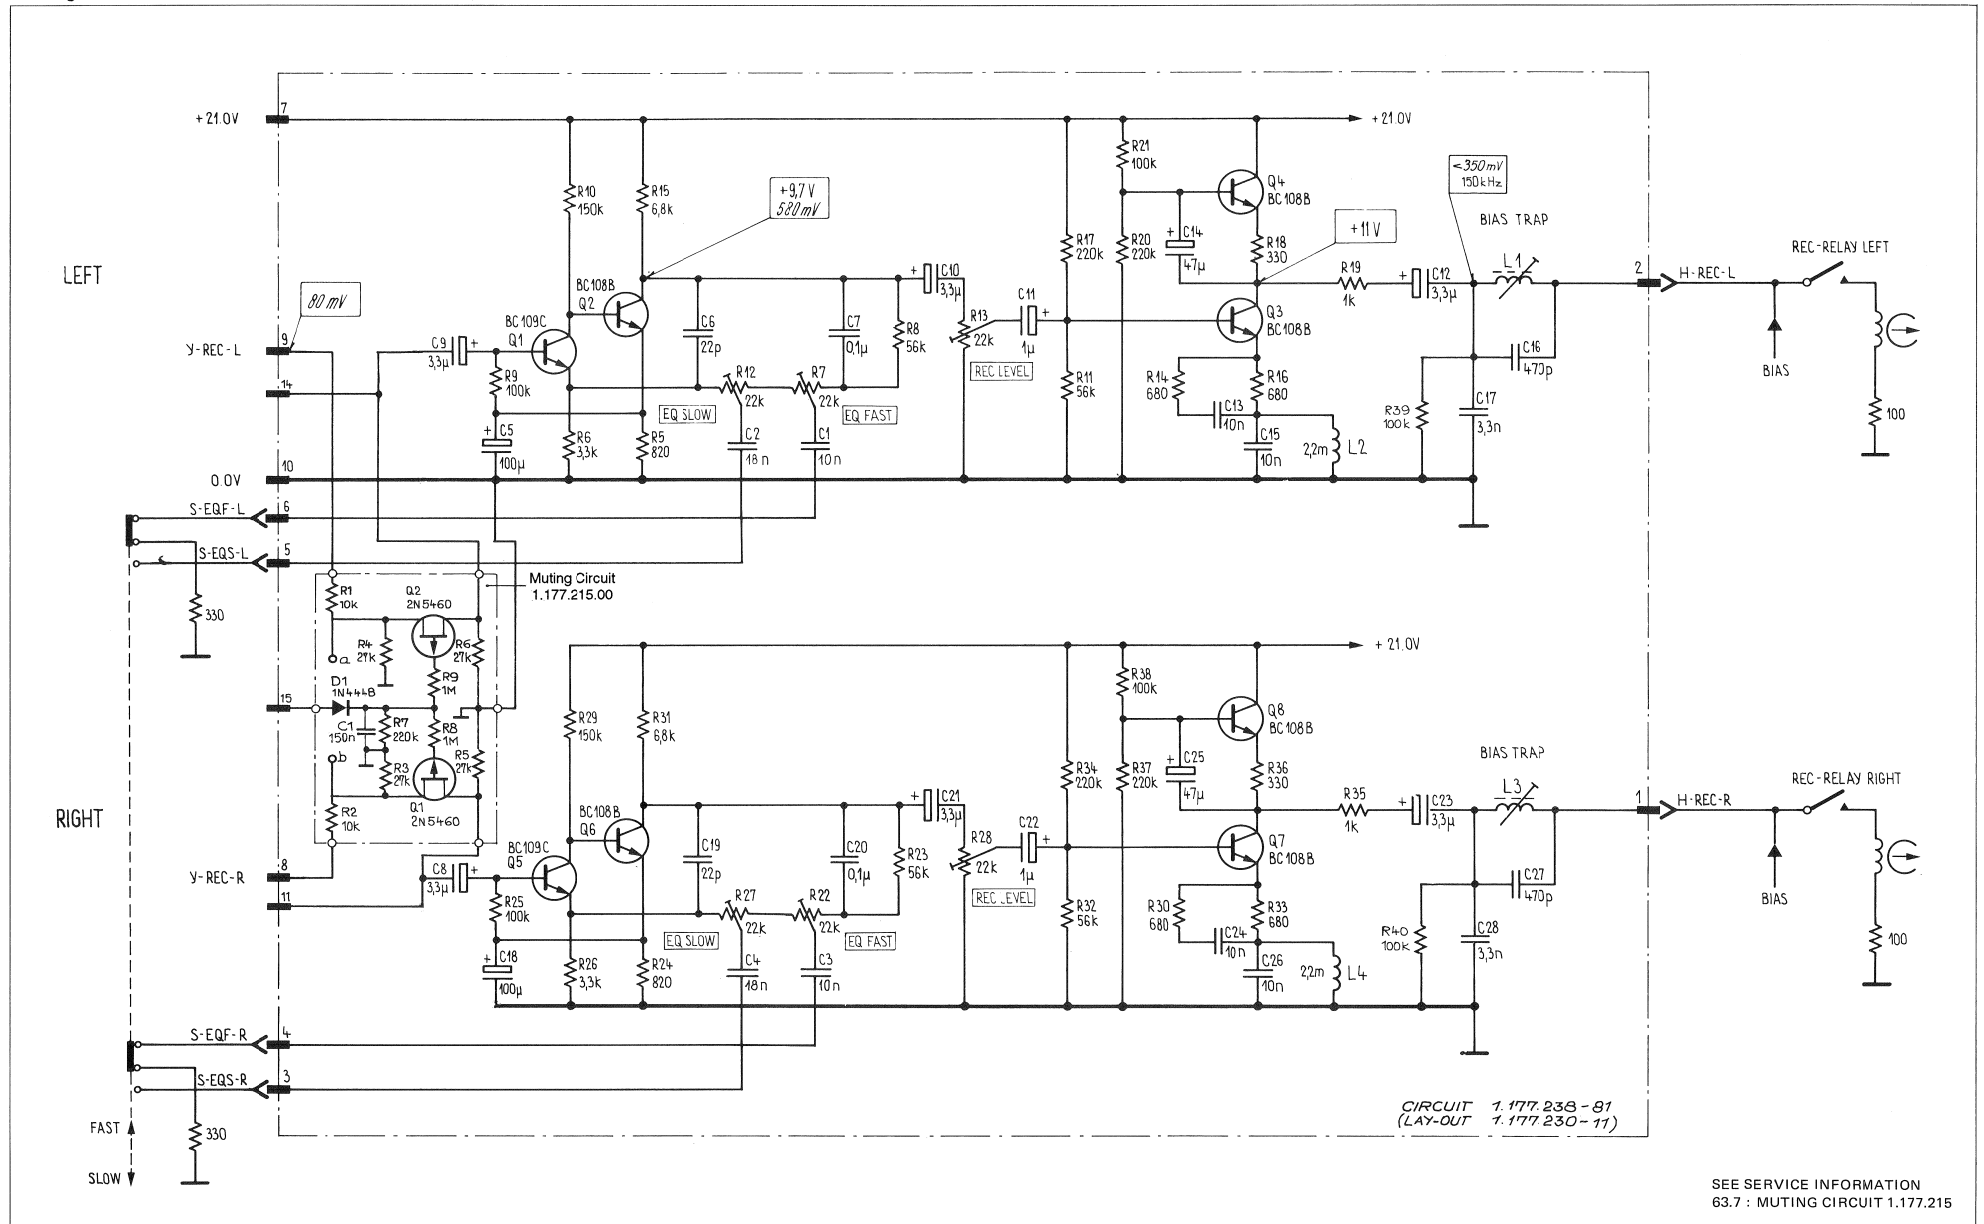 7
+21.0V
+21.0V
R10
150k
R15
6,8k
+9,7V
580mV
R21
100k
Q4
BC108B
<350mV
150kHz
BIAS TRAP
+11V
C14
47µ
R17
220k
R20
220k
R18
330
LEFT
R19
1k
C12
3,3µ
L1
2
H-REC-L
REC-RELAY LEFT
80mV
BC108B
Q2
C10
3,3µ
C11
1µ
BC109C
Q1
C6
22p
C7
0,1µ
R8
56k
R13
22k
REC LEVEL
Q3
BC108B
9
Y-REC-L
C9
3,3µ
R9
100k
R12
22k
R7
22k
R11
56k
R14
680
R16
680
C16
470p
BIAS
14
EQ SLOW
EQ FAST
C13
10n
R39
100k
C17
3,3n
100
C5
100µ
R6
3,3k
R5
820
C2
18n
C1
10n
C15
10n
2,2m
L2
10
0.0V
S-EQF-L
6
S-EQS-L
5
330
Muting Circuit
1.177.215.00
R1
10k
Q2
2N5460
R4
27k
R6
27k
a
R9
1M
D1
1N4448
15
C1
150n
R7
220k
R8
1M
b
R3
27k
R5
27k
R2
10k
Q1
2N5460
+21.0V
R29
150k
R31
6,8k
R38
100k
Q8
BC108B
C25
47µ
R34
220k
R37
220k
R36
330
BIAS TRAP
RIGHT
R35
1k
C23
3,3µ
L3
1
H-REC-R
REC-RELAY RIGHT
BC108B
Q6
C21
3,3µ
C22
1µ
BC109C
Q5
C19
22p
C20
0,1µ
R23
56k
R28
22k
REC LEVEL
Q7
BC108B
8
Y-REC-R
11
C8
3,3µ
R25
100k
R27
22k
R22
22k
R32
56k
R30
680
R33
680
C27
470p
BIAS
EQ SLOW
EQ FAST
C24
10n
R40
100k
C28
3,3n
100
C18
100µ
R26
3,3k
R24
820
C4
18n
C3
10n
C26
10n
2,2m
L4
S-EQF-R
4
S-EQS-R
3
330
FAST
SLOW
CIRCUIT 1.177.238-81
(LAY-OUT 1.177.230-11)
SEE SERVICE INFORMATION
63.7 : MUTING CIRCUIT 1.177.215